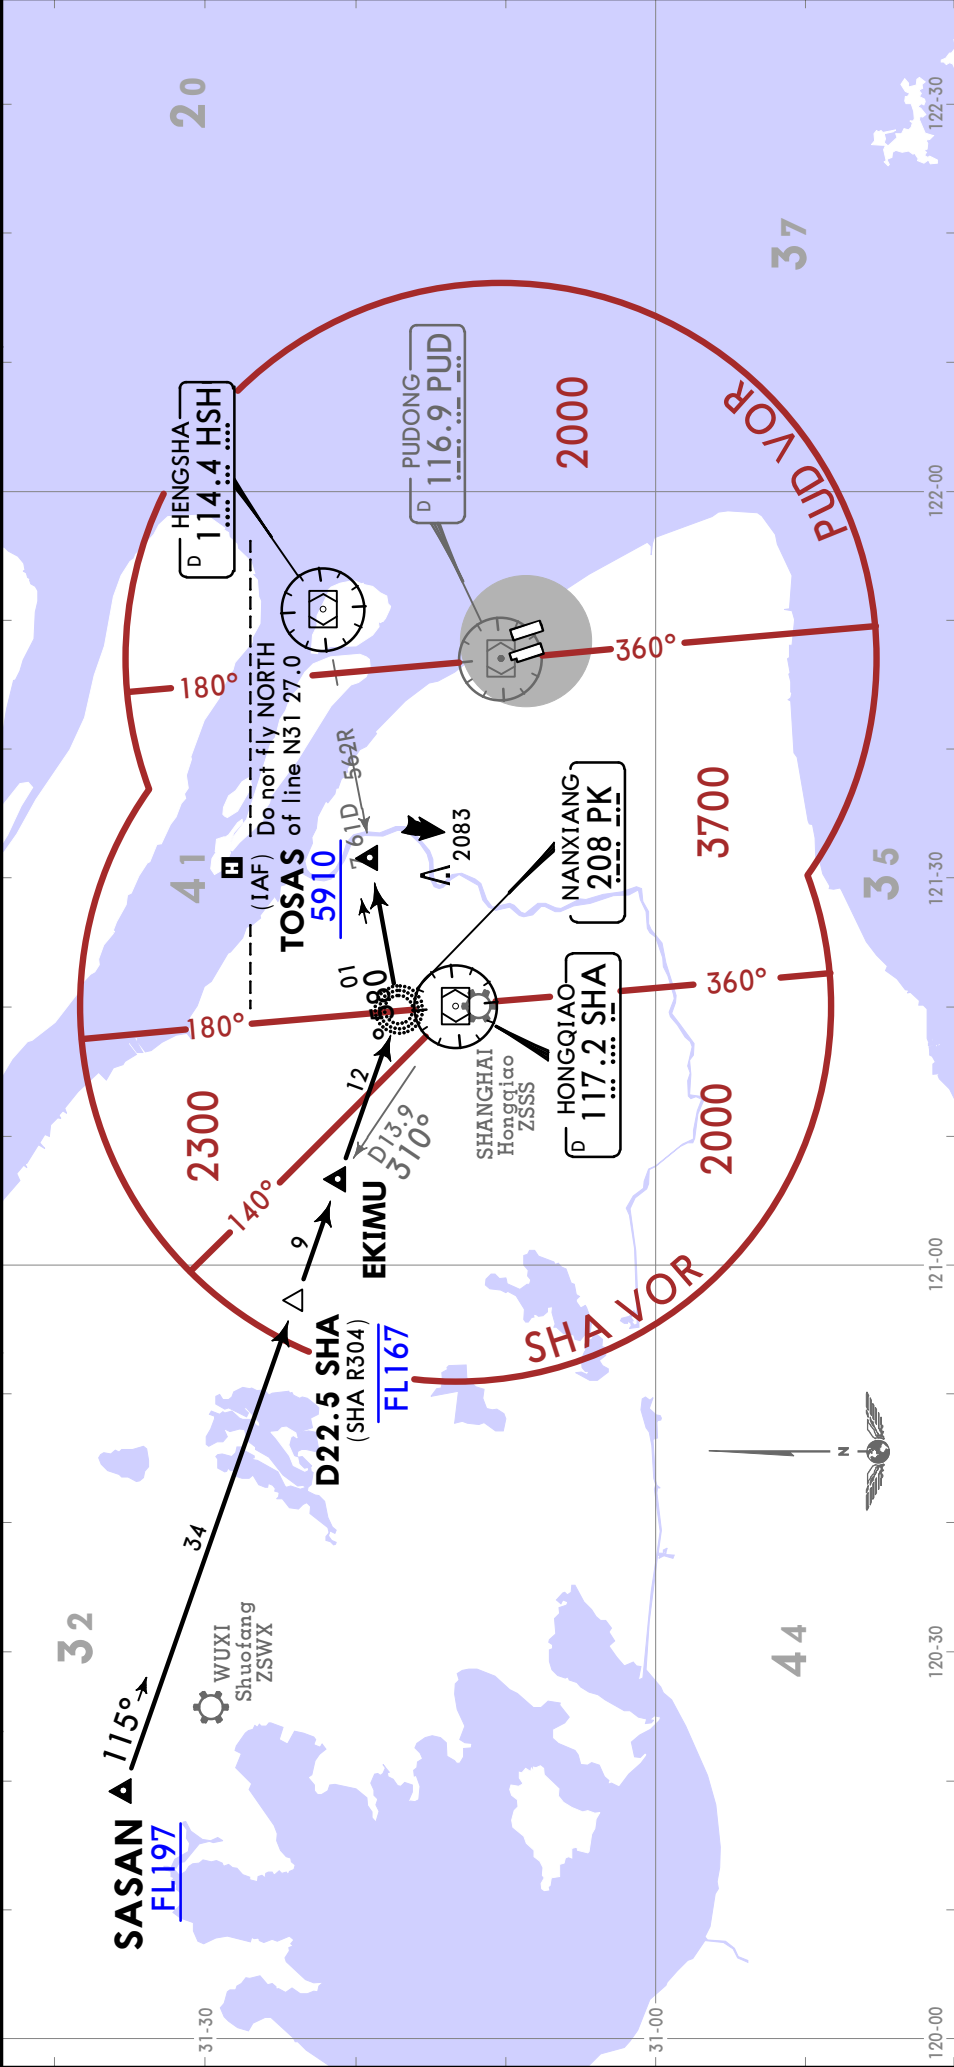 SASAN
FL197
115°
34
32
WUXI
Shuofang
ZSWX
D22.5 SHA
(SHA R304)
FL167
9
EKIMU
12
D13.9
310°
140°
2300
180°
41
H
(IAF) Do not fly NORTH
of line N31 27.0
TOSAS
5910
10
2083
180°
D
HENGSHA
114.4 HSH
20
D
PUDONG
116.9 PUD
2000
PUD VOR
360°
37
NANXIANG
208 PK
3700
35
D
HONGQIAO
117.2 SHA
360°
SHANGHAI
Hongqiao
ZSSS
2000
SHA VOR
N
44
31-30
31-00
120-00
120-30
121-00
121-30
122-00
122-30